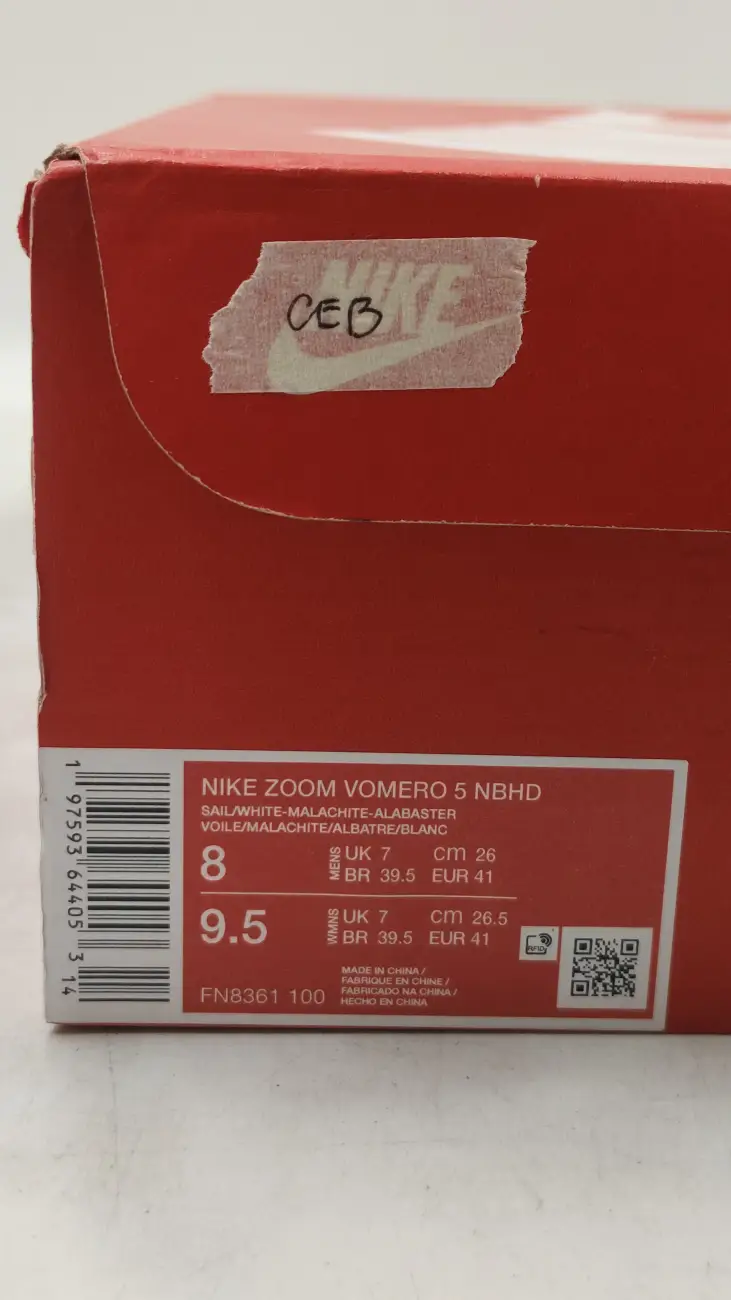 NIKE
CEB
NIKE ZOOM VOMERO 5 NBHD
SAIL/WHITE-MALACHITE-ALABASTER
VOILE/MALACHITE/ALBATRE/BLANC
8 MENS UK 7 cm 26
BR 39.5 EUR 41
9.5 WMNS UK 7 cm 26.5
BR 39.5 EUR 41
RFID
FN8361 100
MADE IN CHINA /
FABRIQUE EN CHINE /
FABRICADO NA CHINA /
HECHO EN CHINA
1 97593 64405 3 14